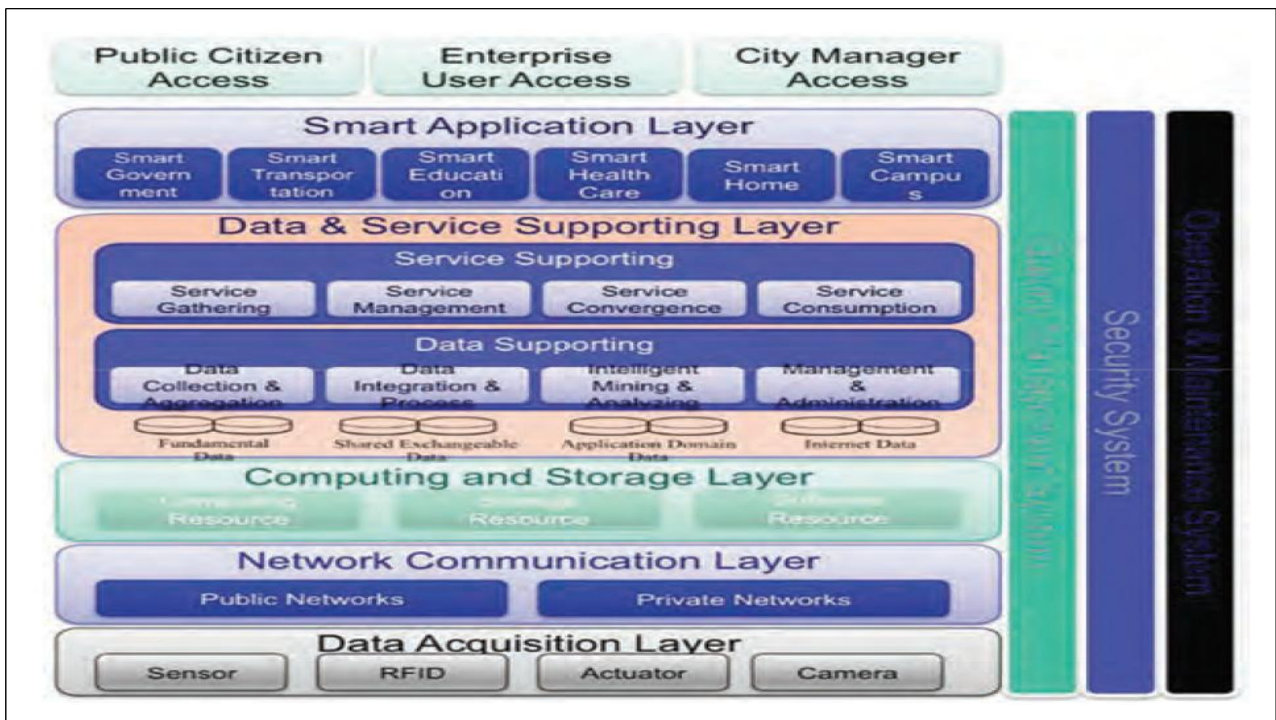 Public Citizen
Access
Enterprise
User Access
City Manager
Access
Smart Application Layer
Smart
Govern
ment
Smart
Transpor
tation
Smart
Educati
on
Smart
Health
Care
Smart
Home
Smart
Campu
s
Data & Service Supporting Layer
Service Supporting
Service
Gathering
Service
Management
Service
Convergence
Service
Consumption
Data Supporting
Data
Collection &
Aggregation
Data
Integration &
Process
Intelligent
Mining &
Analyzing
Management
&
Administration
Fundamental
Data
Shared Exchangeable
Data
Application Domain
Data
Internet Data
Computing and Storage Layer
Computing
Resource
Resource
Software
Resource
Network Communication Layer
Public Networks
Private Networks
Data Acquisition Layer
Sensor
RFID
Actuator
Camera
System
Security System
Operation & Maintenance System